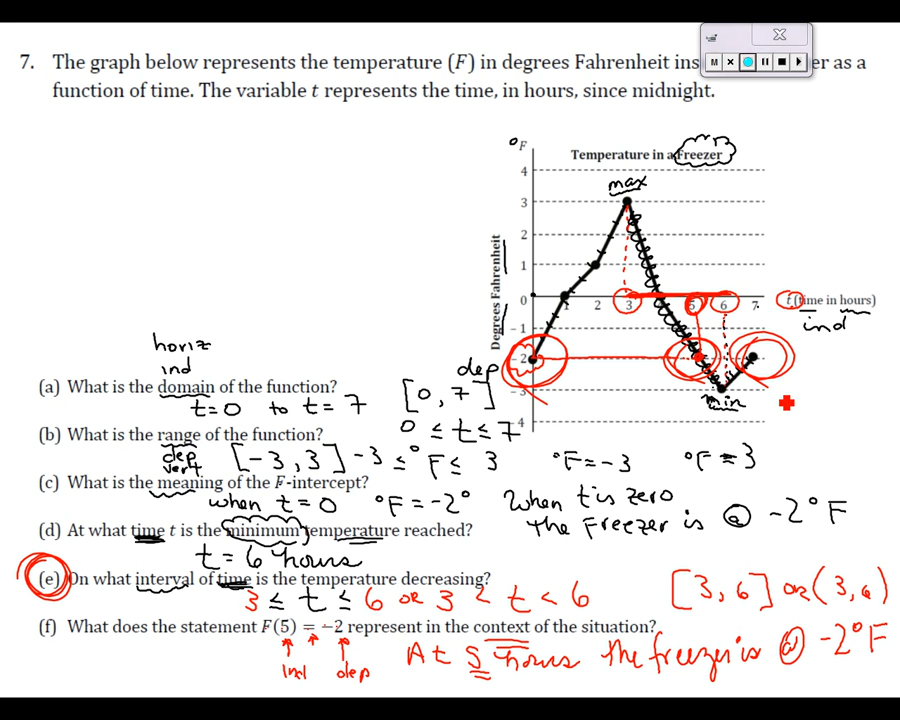 7. The graph below represents the temperature (F) in degrees Fahrenheit ins er as a
function of time. The variable t represents the time, in hours, since midnight.
°F
Temperature in a Freezer
4
max
3
2
1
Degrees Fahrenheit
0 1 2 3 5 6 7 t (time in hours)
ind
-1
-2
-3
min
4
horiz
ind
dep
(a) What is the domain of the function?
t=0 to t=7 [0,7]
0 ≤ t ≤ 7
(b) What is the range of the function?
dep
vert
[-3,3] -3 ≤ °F ≤ 3 °F=-3 °F=3
(c) What is the meaning of the F-intercept?
when t=0 °F=-2° When t is zero
the Freezer is @ -2°F
(d) At what time t is the minimum temperature reached?
t= 6 hours
(e) On what interval of time is the temperature decreasing?
3 ≤ t ≤ 6 or 3 < t < 6 [3,6] or (3,6)
(f) What does the statement F(5) = -2 represent in the context of the situation?
At 5 hours the freezer is @ -2°F
ind dep